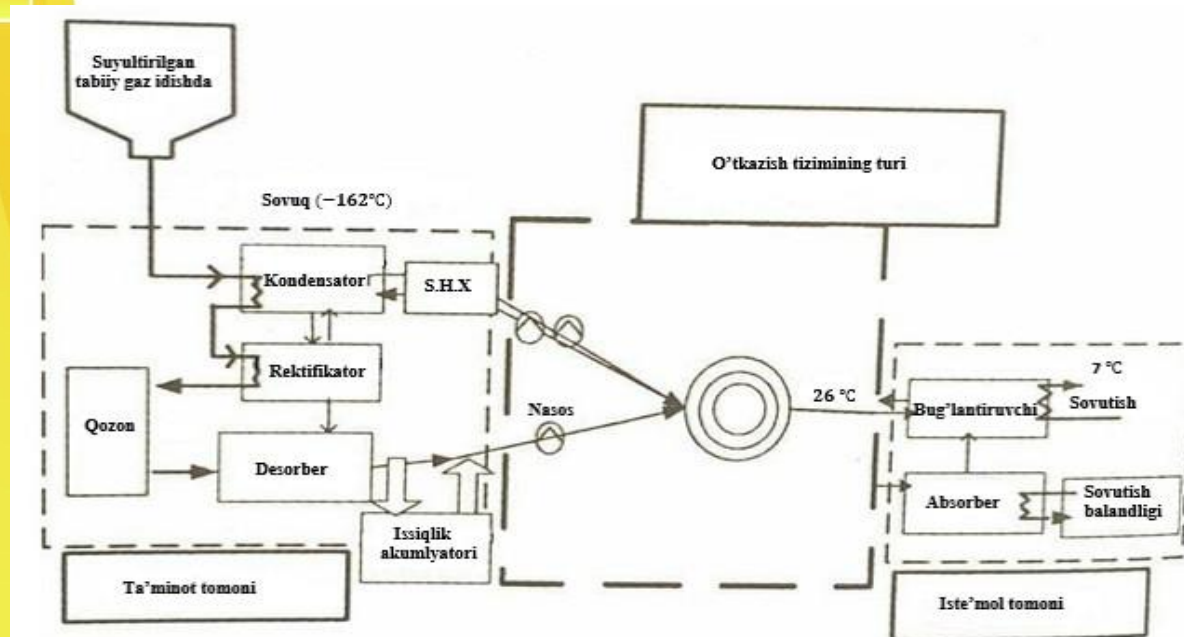 Suyultirilgan
tabiiy gaz idishda
O'tkazish tizimining turi
Sovuq (−162°C)
Kondensator
S.H.X
Rektifikator
Qozon
Desorber
Nasos
26 °C
7 °C
Bug'lantiruvchi
Sovutish
Absorber
Sovutish
balandligi
Issiqlik
akumlyatori
Ta'minot tomoni
Iste'mol tomoni